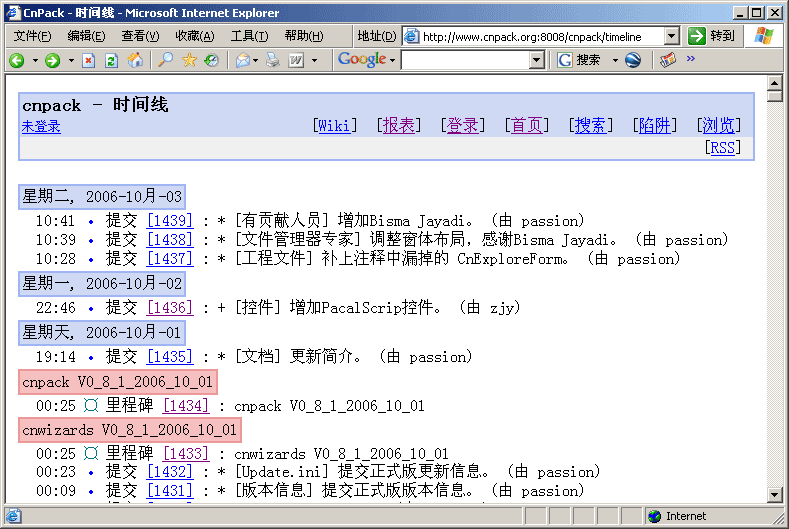 CnPack - 时间线 - Microsoft Internet Explorer
文件(F) 编辑(E) 查看(V) 收藏(A) 工具(T) 帮助(H) 地址(D) http://www.cnpack.org:8008/cnpack/timeline 转到
Google 搜索
cnpack - 时间线
未登录 [Wiki] [报表] [登录] [首页] [搜索] [陷阱] [浏览]
[RSS]
星期二, 2006-10月-03
10:41 • 提交 [1439] : * [有贡献人员] 增加Bisma Jayadi。 (由 passion)
10:39 • 提交 [1438] : * [文件管理器专家] 调整窗体布局，感谢Bisma Jayadi。 (由 passion)
10:28 • 提交 [1437] : * [工程文件] 补上注释中漏掉的 CnExploreForm。 (由 passion)
星期一, 2006-10月-02
22:46 • 提交 [1436] : + [控件] 增加PacalScrip控件。 (由 zjy)
星期天, 2006-10月-01
19:14 • 提交 [1435] : * [文档] 更新简介。 (由 passion)
cnpack V0_8_1_2006_10_01
00:25 里程碑 [1434] : cnpack V0_8_1_2006_10_01
cnwizards V0_8_1_2006_10_01
00:25 里程碑 [1433] : cnwizards V0_8_1_2006_10_01
00:23 • 提交 [1432] : * [Update.ini] 提交正式版更新信息。 (由 passion)
00:09 • 提交 [1431] : * [版本信息] 提交正式版版本信息。 (由 passion)
Internet